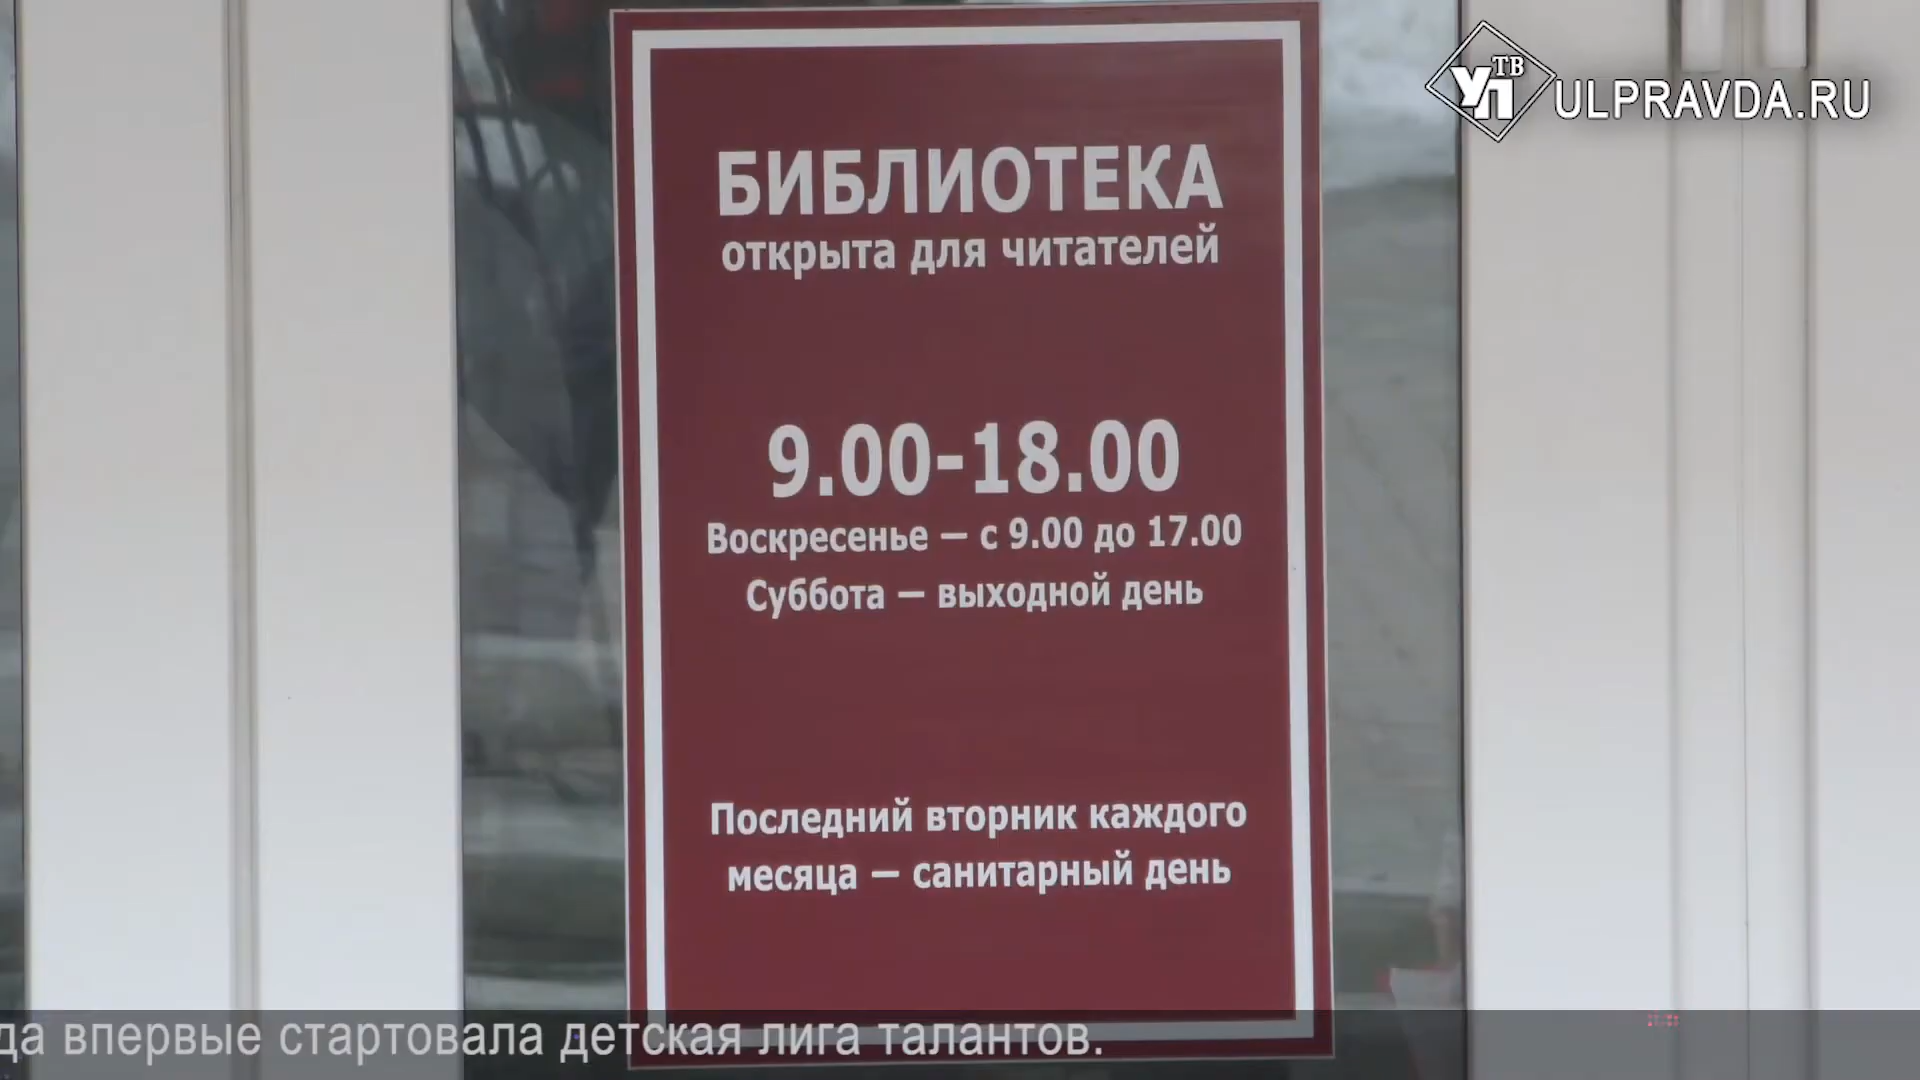 УП ТВ ULPRAVDA.RU
БИБЛИОТЕКА
открыта для читателей
9.00-18.00
Воскресенье — с 9.00 до 17.00
Суббота — выходной день
Последний вторник каждого
месяца — санитарный день
впервые стартовала детская лига талантов.